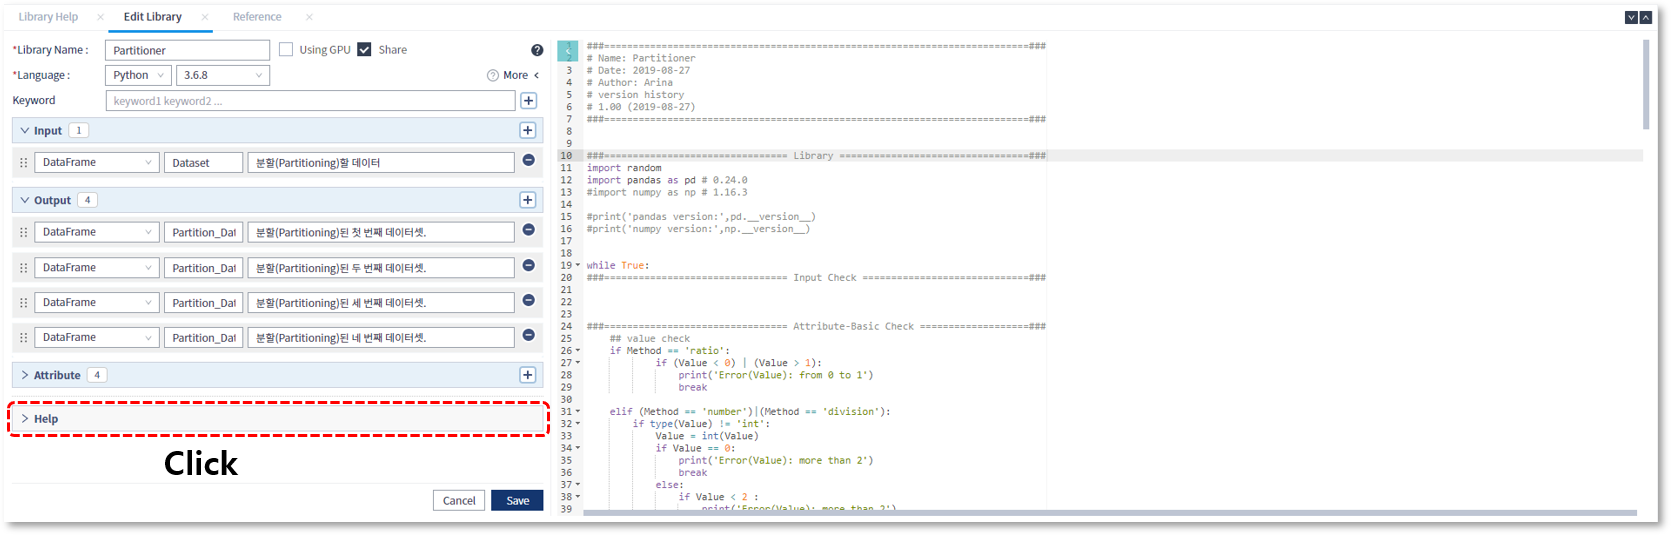 Library Help × Edit Library × Reference ×
*Library Name : Partitioner Using GPU Share
*Language : Python 3.6.8 More
Keyword keyword1 keyword2 ...
Input 1
DataFrame Dataset 분할(Partitioning)할 데이터
Output 4
DataFrame Partition_Dat 분할(Partitioning)된 첫 번째 데이터셋.
DataFrame Partition_Dat 분할(Partitioning)된 두 번째 데이터셋.
DataFrame Partition_Dat 분할(Partitioning)된 세 번째 데이터셋.
DataFrame Partition_Dat 분할(Partitioning)된 네 번째 데이터셋.
Attribute 4
Help
Click
Cancel Save
1 ###==========================================================================###
2 # Name: Partitioner
3 # Date: 2019-08-27
4 # Author: Arina
5 # version history
6 # 1.00 (2019-08-27)
7 ###==========================================================================###
8
9
10 ###================================ Library =================================###
11 import random
12 import pandas as pd # 0.24.0
13 #import numpy as np # 1.16.3
14
15 #print('pandas version:',pd.__version__)
16 #print('numpy version:',np.__version__)
17
18
19 while True:
20 ###================================ Input Check =============================###
21
22
23
24 ###================================ Attribute-Basic Check ===================###
25 ## value check
26 if Method == 'ratio':
27 if (Value < 0) | (Value > 1):
28 print('Error(Value): from 0 to 1')
29 break
30
31 elif (Method == 'number')|(Method == 'division'):
32 if type(Value) != 'int':
33 Value = int(Value)
34 if Value == 0:
35 print('Error(Value): more than 2')
36 break
37 else:
38 if Value < 2 :
39 print('Error(Value): more than 2')